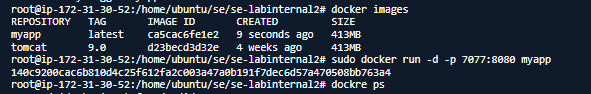 root@ip-172-31-30-52:/home/ubuntu/se/se-labinternal2# docker images
REPOSITORY TAG IMAGE ID CREATED SIZE
myapp latest ca5cac6fe1e2 9 seconds ago 413MB
tomcat 9.0 d23becd3d32e 4 weeks ago 413MB
root@ip-172-31-30-52:/home/ubuntu/se/se-labinternal2# sudo docker run -d -p 7077:8080 myapp
140c9200cac6b810d4c25f612fa2c003a47a0b191f7dec6d57a470508bb763a4
root@ip-172-31-30-52:/home/ubuntu/se/se-labinternal2# dockre ps